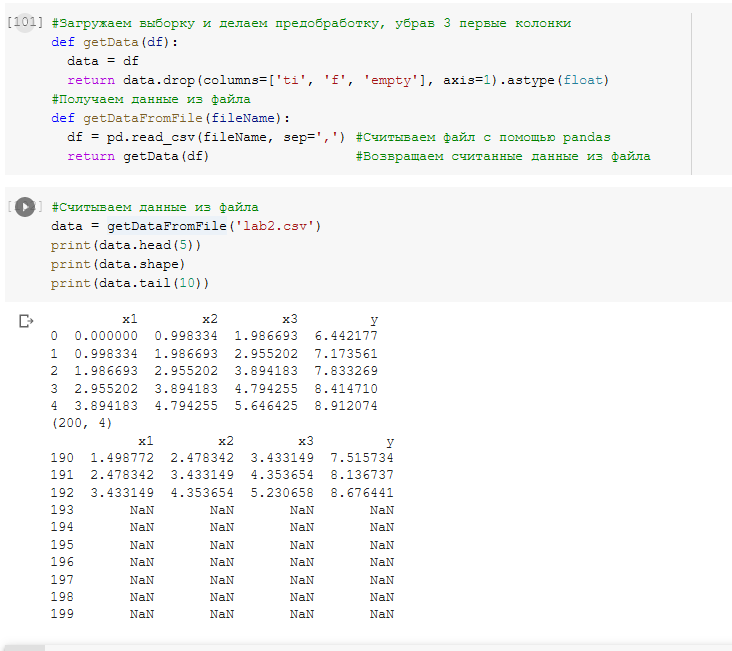 [101] #Загружаем выборку и делаем предобработку, убрав 3 первые колонки
def getData(df):
  data = df
  return data.drop(columns=['ti', 'f', 'empty'], axis=1).astype(float)
#Получаем данные из файла
def getDataFromFile(fileName):
  df = pd.read_csv(fileName, sep=',') #Считываем файл с помощью pandas
  return getData(df)                  #Возвращаем считанные данные из файла
#Считываем данные из файла
data = getDataFromFile('lab2.csv')
print(data.head(5))
print(data.shape)
print(data.tail(10))
         x1        x2        x3         y
0  0.000000  0.998334  1.986693  6.442177
1  0.998334  1.986693  2.955202  7.173561
2  1.986693  2.955202  3.894183  7.833269
3  2.955202  3.894183  4.794255  8.414710
4  3.894183  4.794255  5.646425  8.912074
(200, 4)
           x1        x2        x3         y
190  1.498772  2.478342  3.433149  7.515734
191  2.478342  3.433149  4.353654  8.136737
192  3.433149  4.353654  5.230658  8.676441
193       NaN       NaN       NaN       NaN
194       NaN       NaN       NaN       NaN
195       NaN       NaN       NaN       NaN
196       NaN       NaN       NaN       NaN
197       NaN       NaN       NaN       NaN
198       NaN       NaN       NaN       NaN
199       NaN       NaN       NaN       NaN